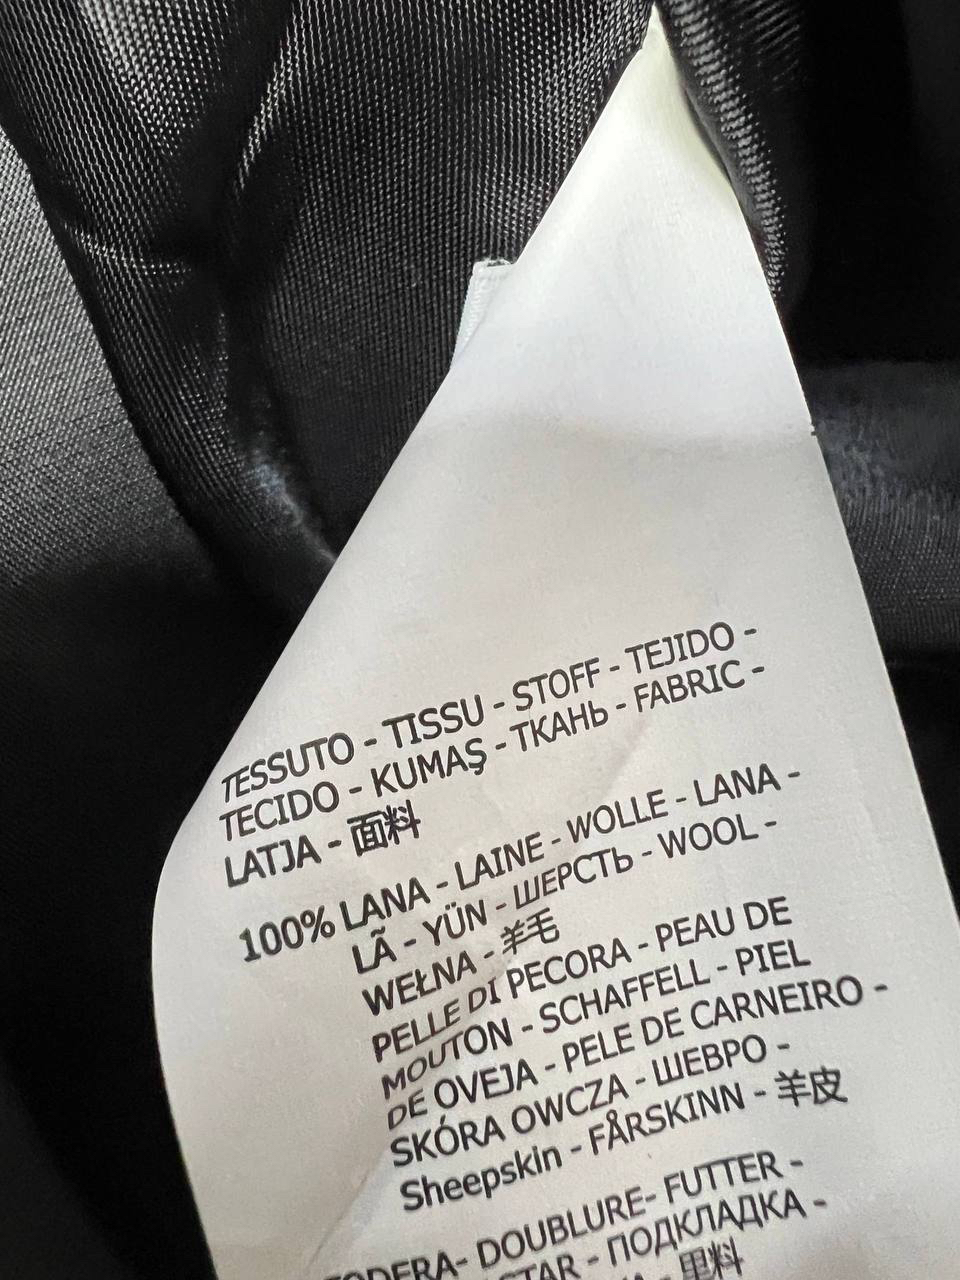 TESSUTO - TISSU - STOFF - TEJIDO -
TECIDO - KUMAŞ - ТКАНЬ - FABRIC -
LATJA - 面料
100% LANA - LAINE - WOLLE - LANA -
LÃ - YÜN - ШЕРСТЬ - WOOL -
WEŁNA - 羊毛
PELLE DI PECORA - PEAU DE
MOUTON - SCHAFFELL - PIEL
DE OVEJA - PELE DE CARNEIRO -
SKÓRA OWCZA - ШЕВРО -
Sheepskin - FÅRSKINN - 羊皮
FODERA- DOUBLURE- FUTTER -
- ПОДКЛАДКА -
- 里料